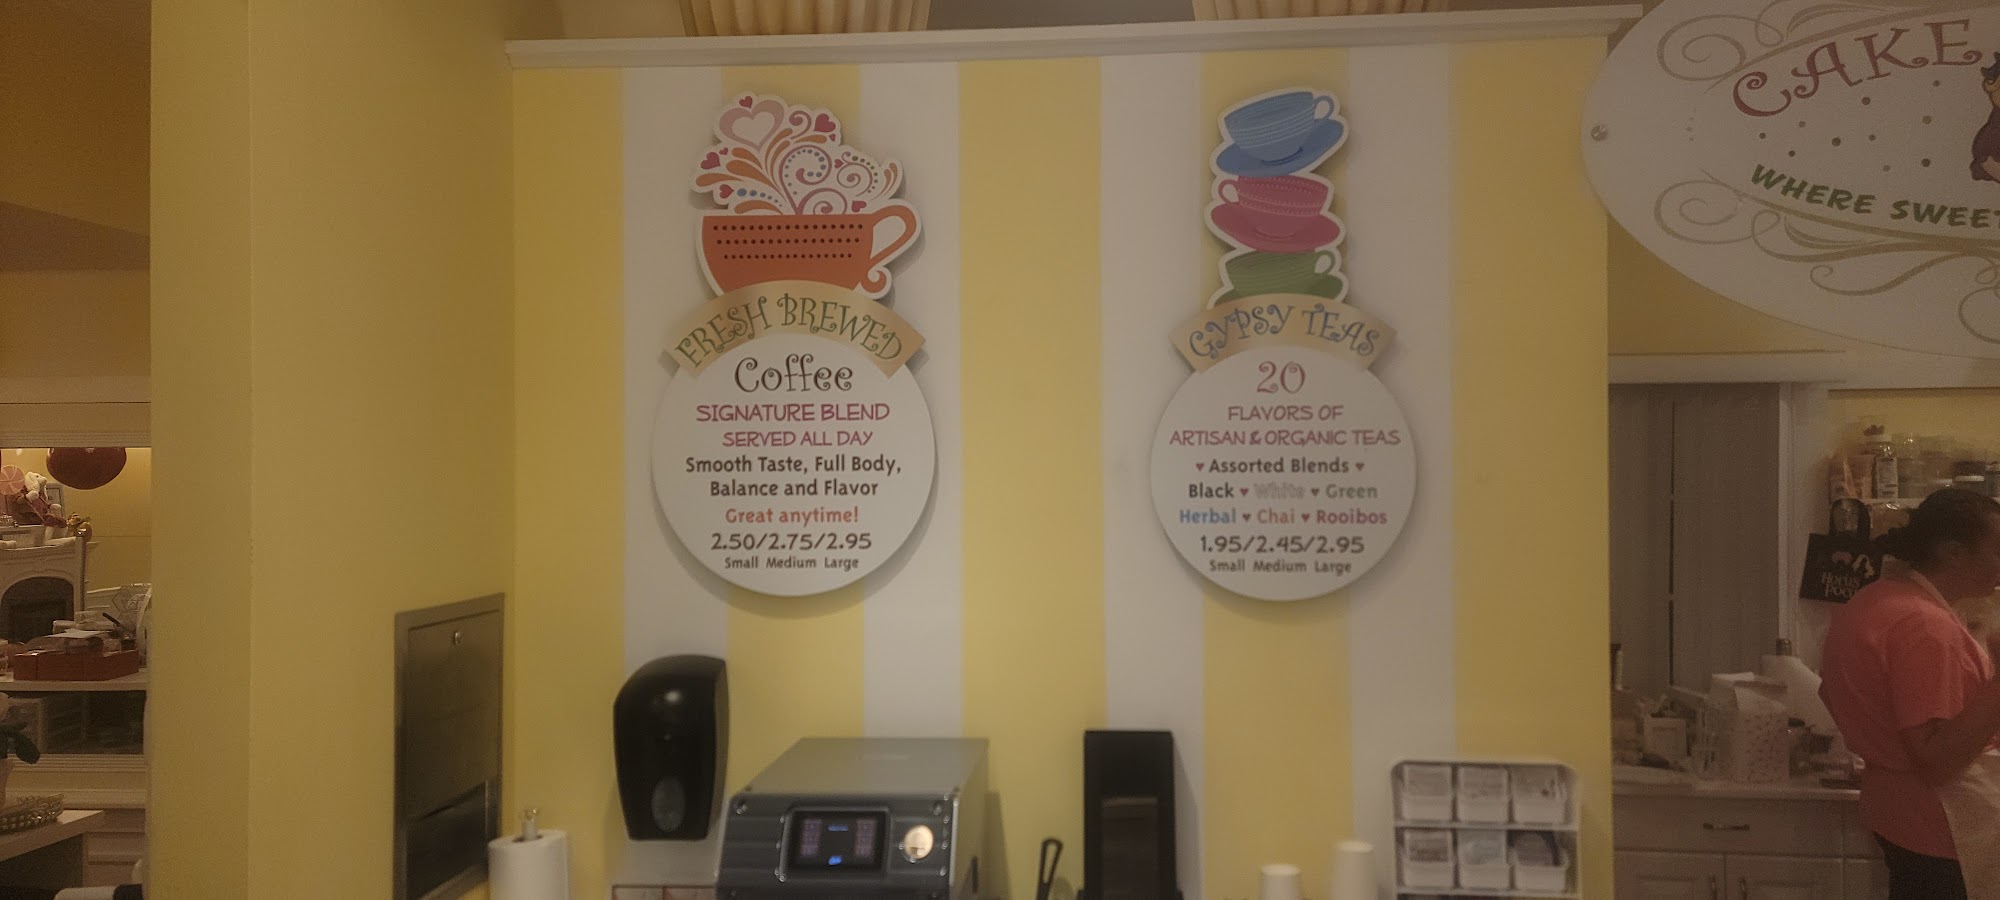 FRESH BREWED
Coffee
SIGNATURE BLEND
SERVED ALL DAY
Smooth Taste, Full Body,
Balance and Flavor
Great anytime!
2.50/2.75/2.95
Small Medium Large
GYPSY TEAS
20
FLAVORS OF
ARTISAN & ORGANIC TEAS
♥ Assorted Blends ♥
Black ♥ White ♥ Green
Herbal ♥ Chai ♥ Rooibos
1.95/2.45/2.95
Small Medium Large
CAKE
WHERE SWEET
HOCUS
POCUS